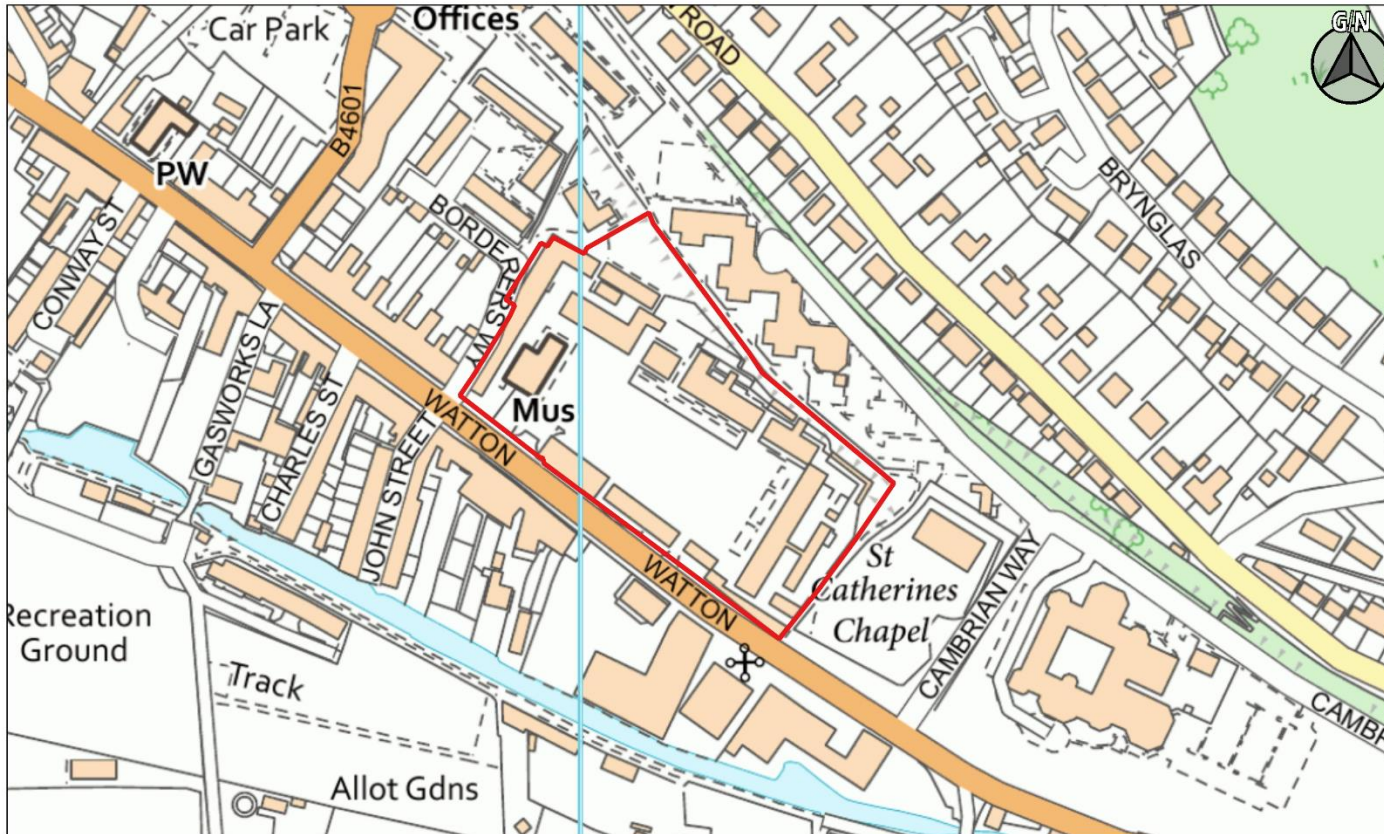 Car Park
Offices
ROAD
G/N
B4601
PW
CONWAY ST
BORDERERS WY
BRYNGLAS
GASWORKS LA
CHARLES ST
JOHN STREET
WATTON
Mus
WATTON
St
Catherines
Chapel
CAMBRIAN WAY
Recreation
Ground
Track
Allot Gdns